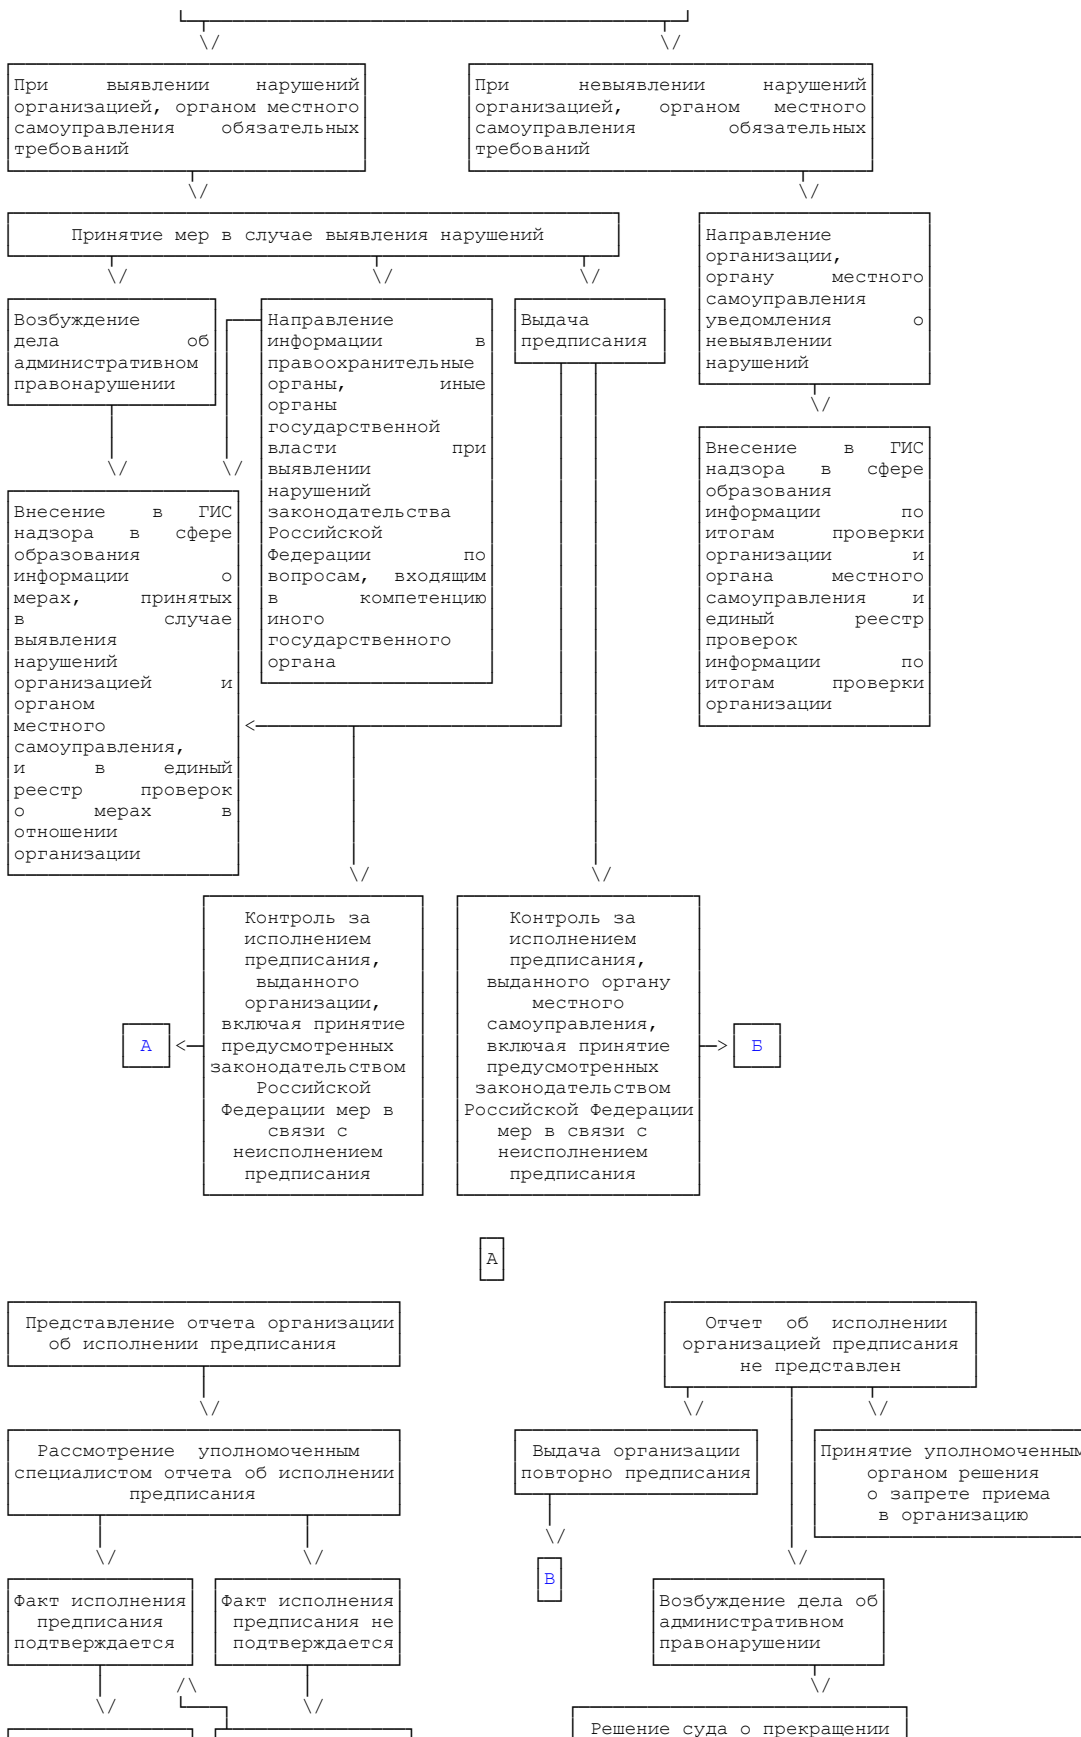 При выявлении нарушений
организацией, органом местного
самоуправления обязательных
требований
При невыявлении нарушений
организацией, органом местного
самоуправления обязательных
требований
Принятие мер в случае выявления нарушений
Направление
организации,
органу местного
самоуправления
уведомления о
невыявлении
нарушений
Возбуждение
дела об
административном
правонарушении
Направление
информации в
правоохранительные
органы, иные
органы
государственной
власти при
выявлении
нарушений
законодательства
Российской
Федерации по
вопросам, входящим
в компетенцию
иного
государственного
органа
Выдача
предписания
Внесение в ГИС
надзора в сфере
образования
информации по
итогам проверки
организации и
органа местного
самоуправления и
единый реестр
проверок
информации по
итогам проверки
организации
Внесение в ГИС
надзора в сфере
образования
информации о
мерах, принятых
в случае
выявления
нарушений
организацией и
органом
местного
самоуправления,
и в единый
реестр проверок
о мерах в
отношении
организации
Контроль за
исполнением
предписания,
выданного
организации,
включая принятие
предусмотренных
законодательством
Российской
Федерации мер в
связи с
неисполнением
предписания
Контроль за
исполнением
предписания,
выданного органу
местного
самоуправления,
включая принятие
предусмотренных
законодательством
Российской Федерации
мер в связи с
неисполнением
предписания
А
Б
А
Представление отчета организации
об исполнении предписания
Отчет об исполнении
организацией предписания
не представлен
Рассмотрение уполномоченным
специалистом отчета об исполнении
предписания
Выдача организации
повторно предписания
Принятие уполномоченным
органом решения
о запрете приема
в организацию
В
Факт исполнения
предписания
подтверждается
Факт исполнения
предписания не
подтверждается
Возбуждение дела об
административном
правонарушении
Решение суда о прекращении